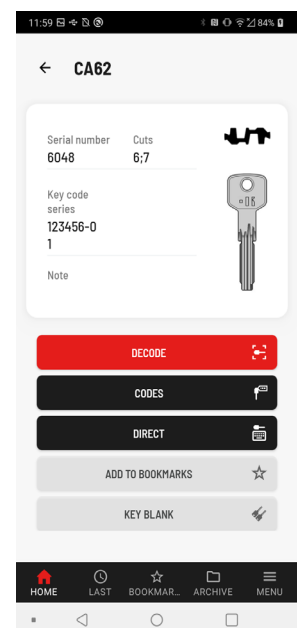 11:59
84%
CA62
Serial number Cuts
6048 6;7
Key code
series
123456-0
1
Note
DECODE
CODES
DIRECT
ADD TO BOOKMARKS
KEY BLANK
HOME LAST BOOKMAR... ARCHIVE MENU